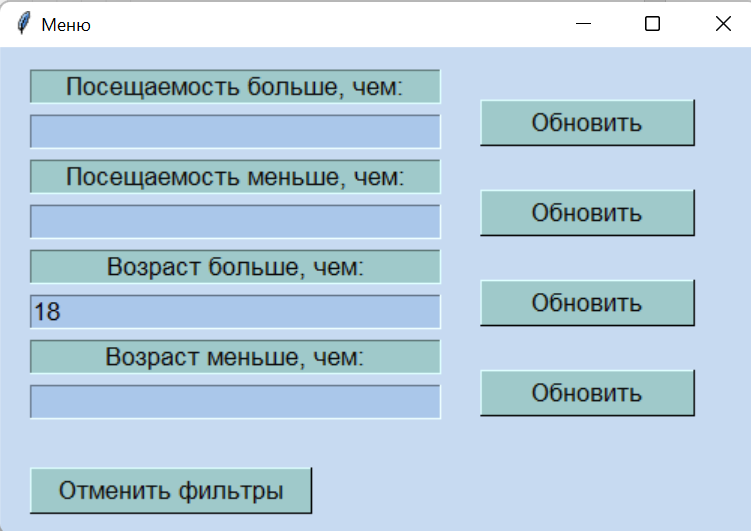 Меню
Посещаемость больше, чем:
Обновить
Посещаемость меньше, чем:
Обновить
Возраст больше, чем:
18
Обновить
Возраст меньше, чем:
Обновить
Отменить фильтры